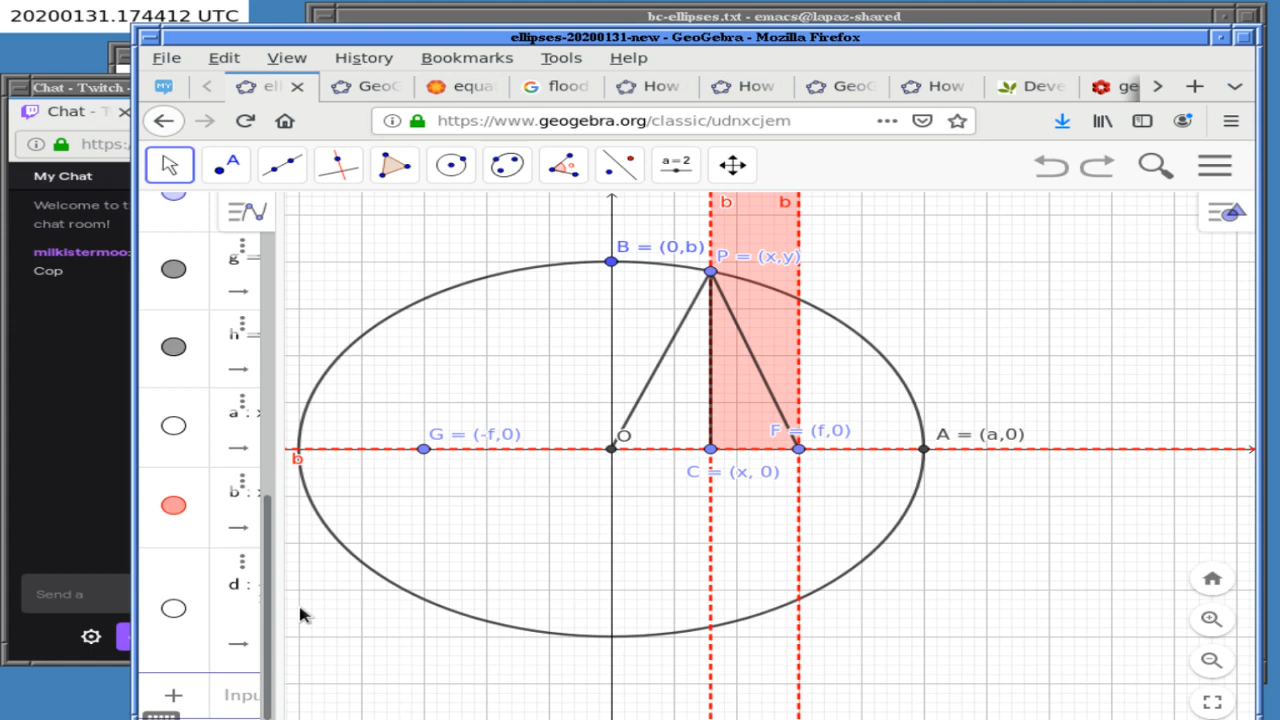 20200131.174412 UTC
bc-ellipses.txt - emacs@lapaz-shared
ellipses-20200131-new - GeoGebra - Mozilla Firefox
File Edit View History Bookmarks Tools Help
Chat - Twitch -
ell GeoG equa flood How How GeoG How Deve ge
Chat - T
https://www.geogebra.org/classic/udnxcjem
https:
My Chat
A
a=2
Welcome to t
chat room!
milkistermoo:
Cop
b b
B = (0,b)
P = (x,y)
g =
h =
a : x
G = (-f,0)
O
F = (f,0)
A = (a,0)
b
C = (x, 0)
b : x
d :
Send a
Inpu